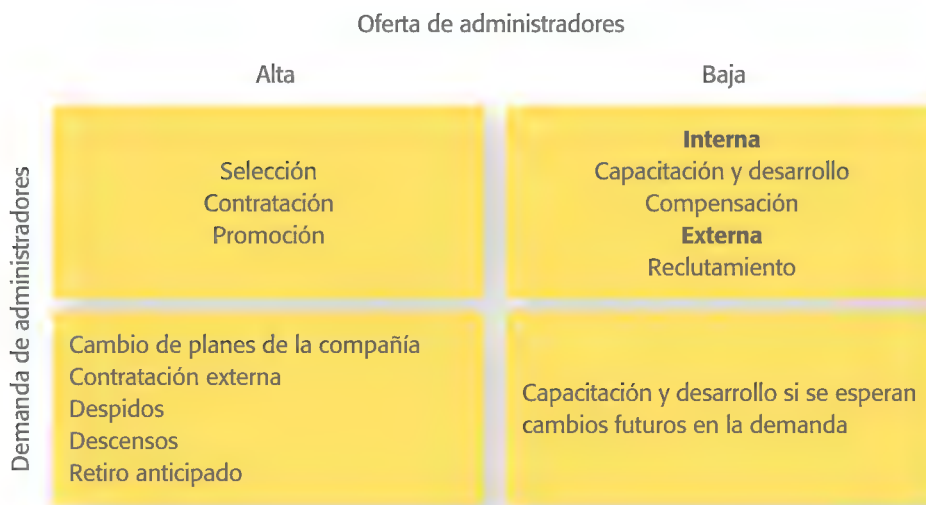 Oferta de administradores
Alta
Baja
Demanda de administradores
Selección
Contratación
Promoción
Interna
Capacitación y desarrollo
Compensación
Externa
Reclutamiento
Cambio de planes de la compañía
Contratación externa
Despidos
Descensos
Retiro anticipado
Capacitación y desarrollo si se esperan
cambios futuros en la demanda